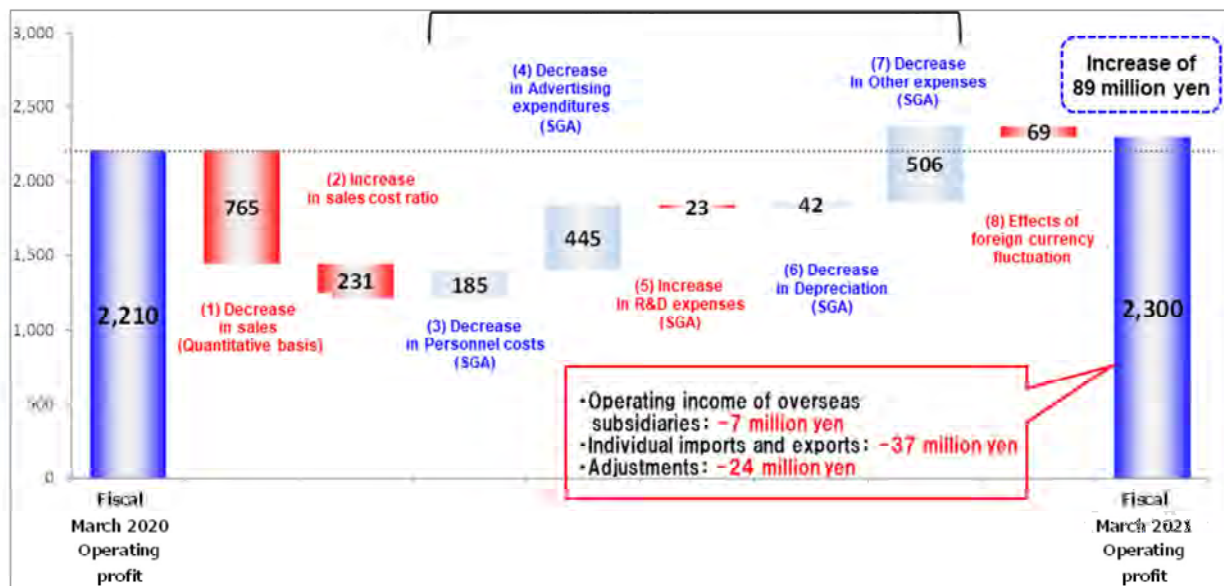 3,000
2,500
2,000
1,500
1,000
500
0
(4) Decrease
in Advertising
expenditures
(SGA)
(7) Decrease
in Other expenses
(SGA)
Increase of
89 million yen
69
506
(2) Increase
in sales cost ratio
765
23
42
445
(8) Effects of
foreign currency
fluctuation
231
185
(5) Increase
in R&D expenses
(SGA)
(6) Decrease
in Depreciation
(SGA)
2,210
(1) Decrease
in sales
(Quantitative basis)
(3) Decrease
in Personnel costs
(SGA)
2,300
・Operating income of overseas
subsidiaries: -7 million yen
・Individual imports and exports: -37 million yen
・Adjustments: -24 million yen
Fiscal
March 2020
Operating
profit
Fiscal
March 2021
Operating
profit